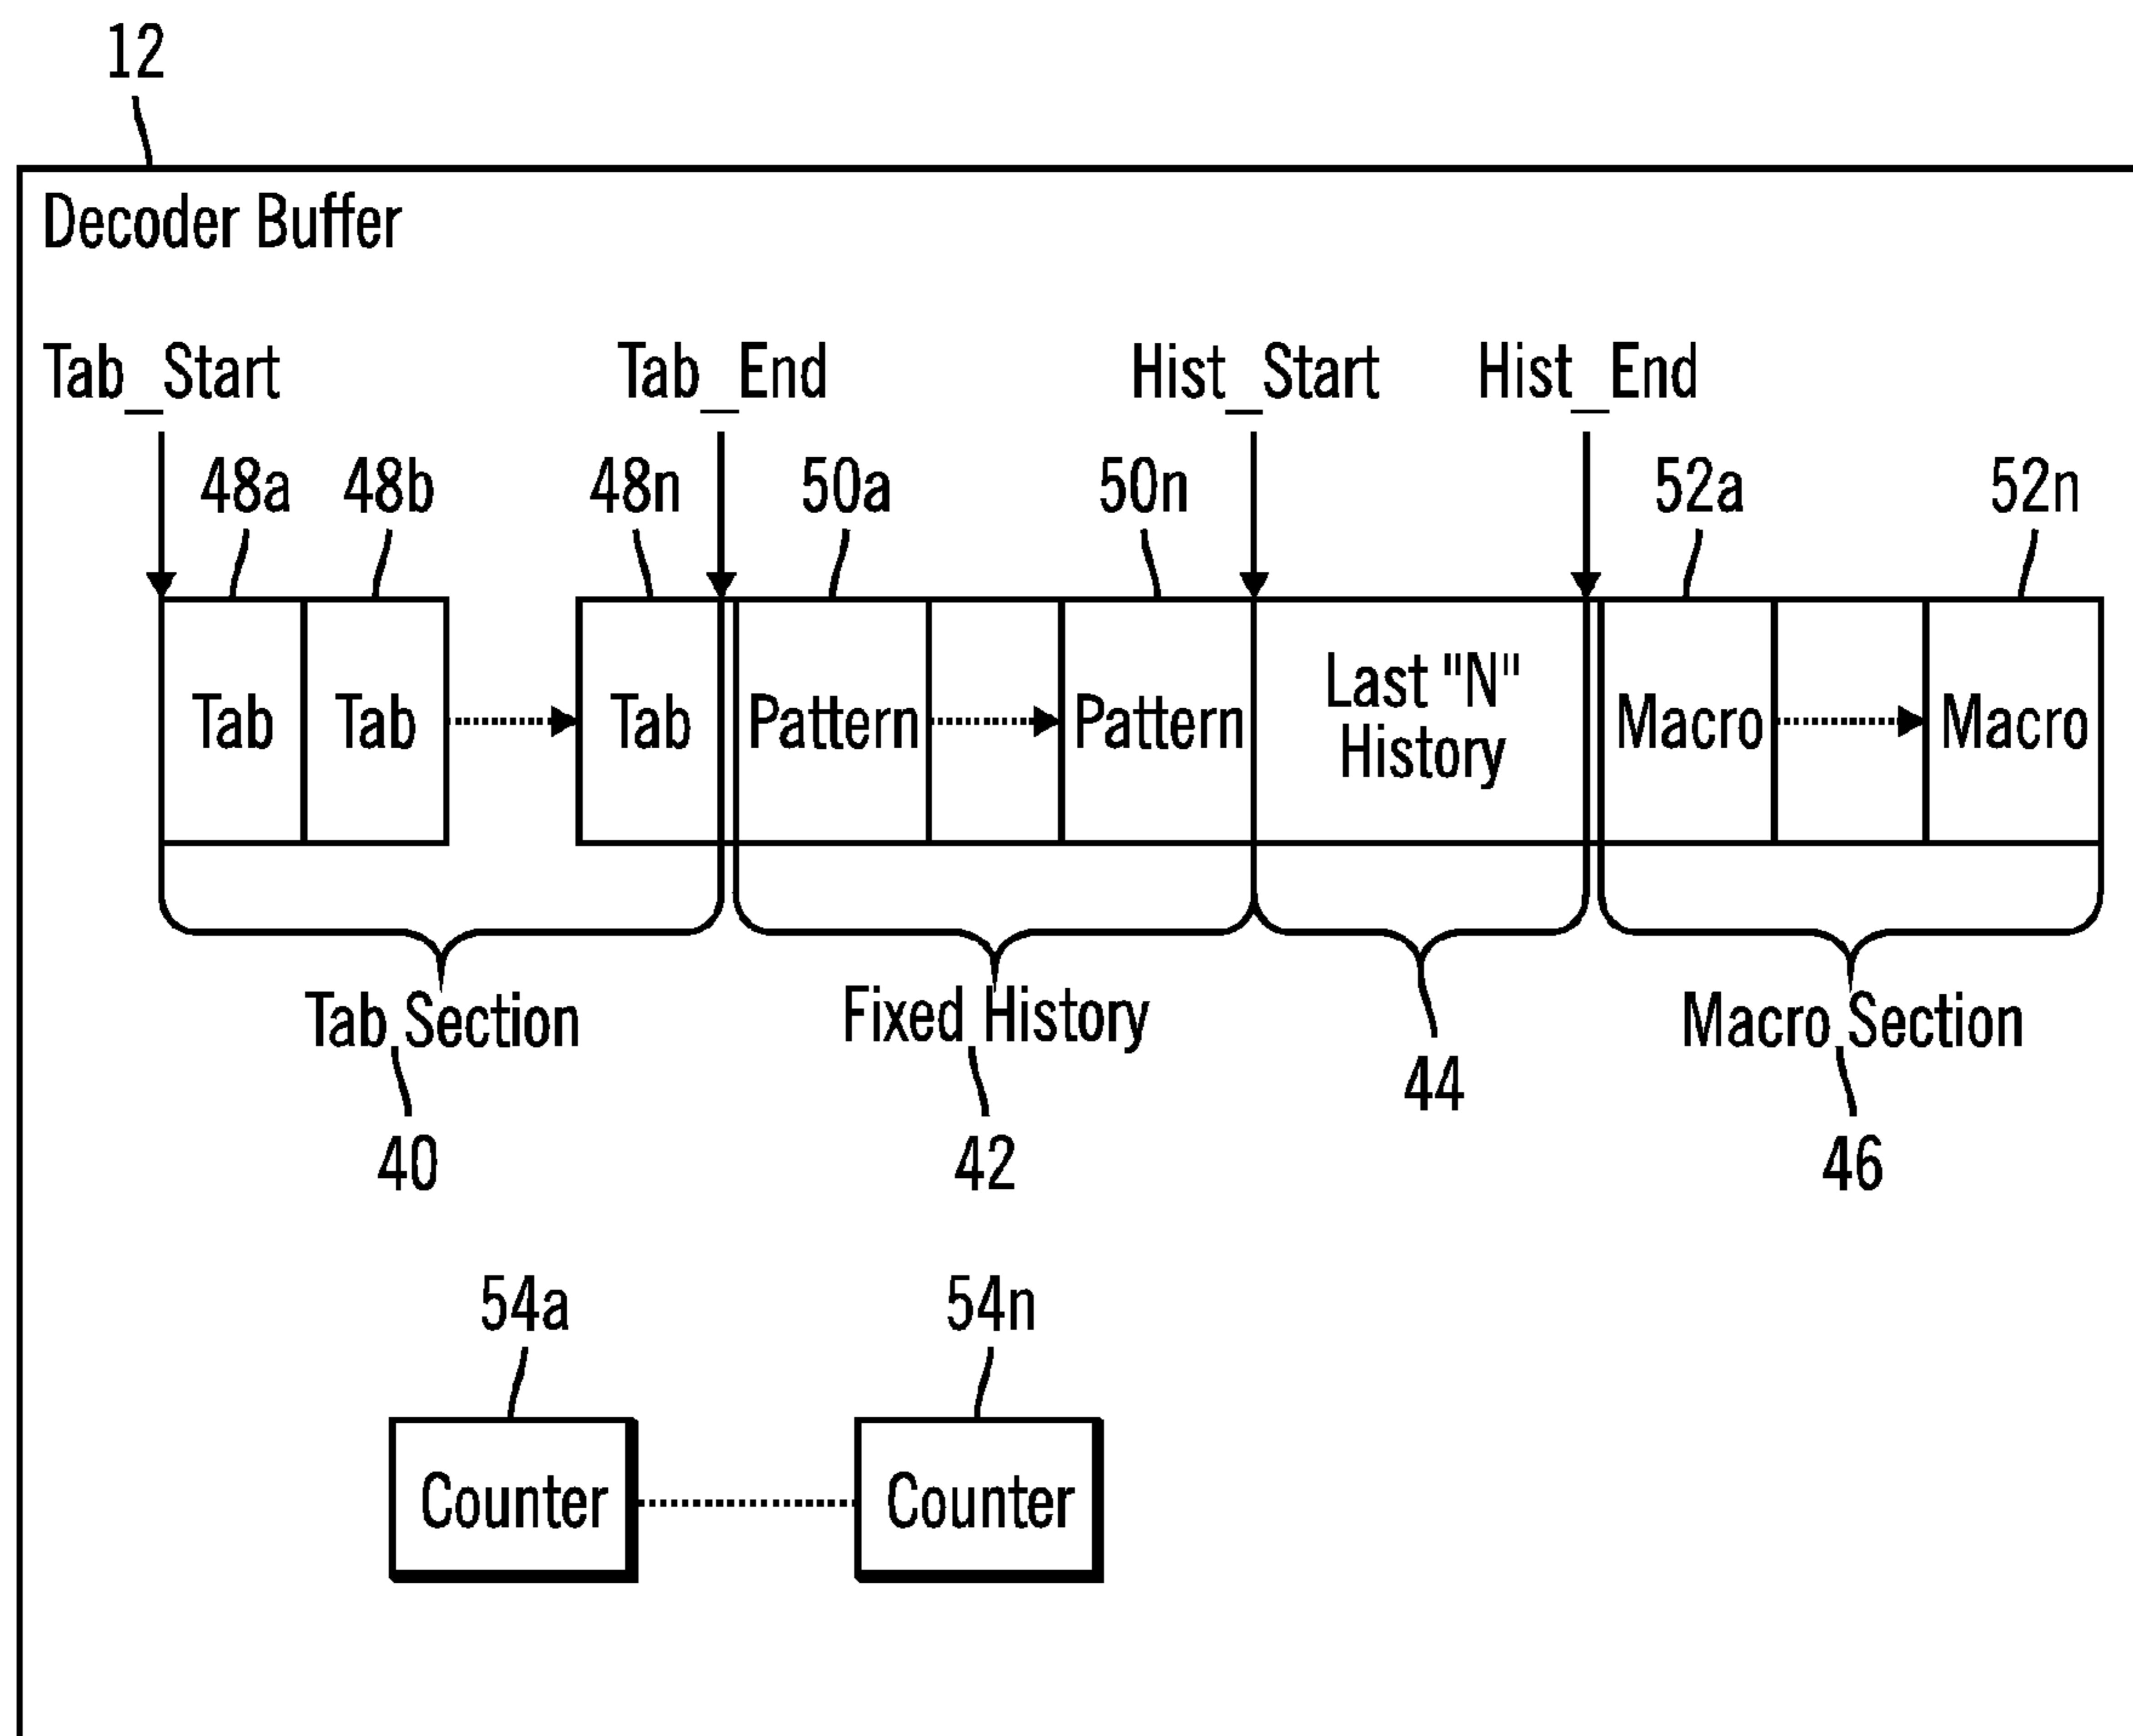 12
Decoder Buffer
Tab_Start Tab_End Hist_Start Hist_End
48a 48b 48n 50a 50n 52a 52n
Tab Tab Tab Pattern Pattern Last "N" History Macro Macro
Tab Section Fixed History Macro Section
40 42 44 46
54a 54n
Counter Counter